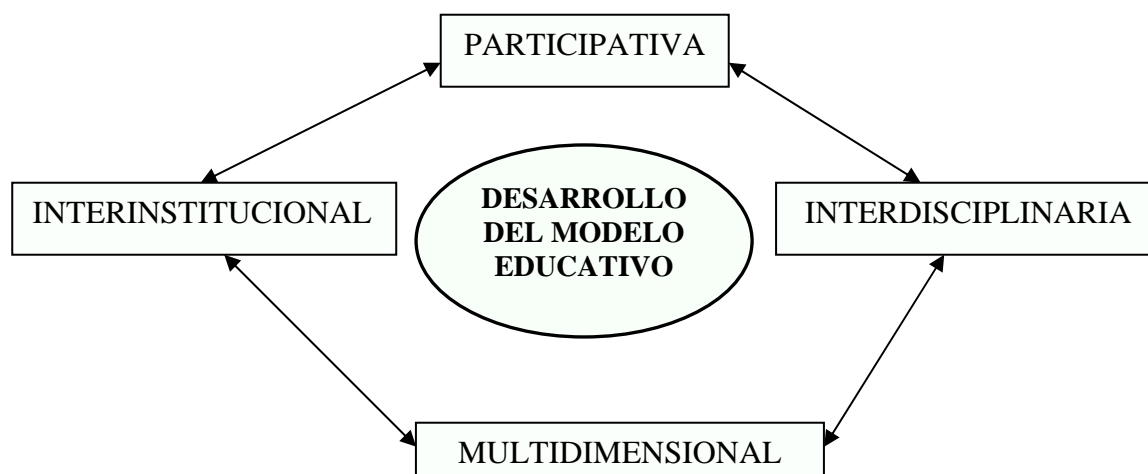 PARTICIPATIVA
INTERINSTITUCIONAL
DESARROLLO
DEL MODELO
EDUCATIVO
INTERDISCIPLINARIA
MULTIDIMENSIONAL